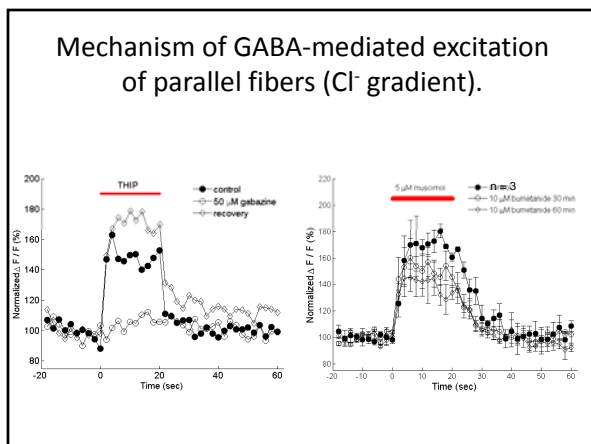 Mechanism of GABA-mediated excitation
of parallel fibers (Cl- gradient).
THIP
control
50 μM gabazine
recovery
Normalized Δ F / F (%)
200
180
160
140
120
100
80
-20
0
20
40
60
Time (sec)
5 μM musomol
n = 3
10 μM bumetanide 30 min
10 μM bumetanide 60 min
Normalized Δ F / F (%)
220
200
180
160
140
120
100
80
-20
-10
0
10
20
30
40
50
60
Time (sec)